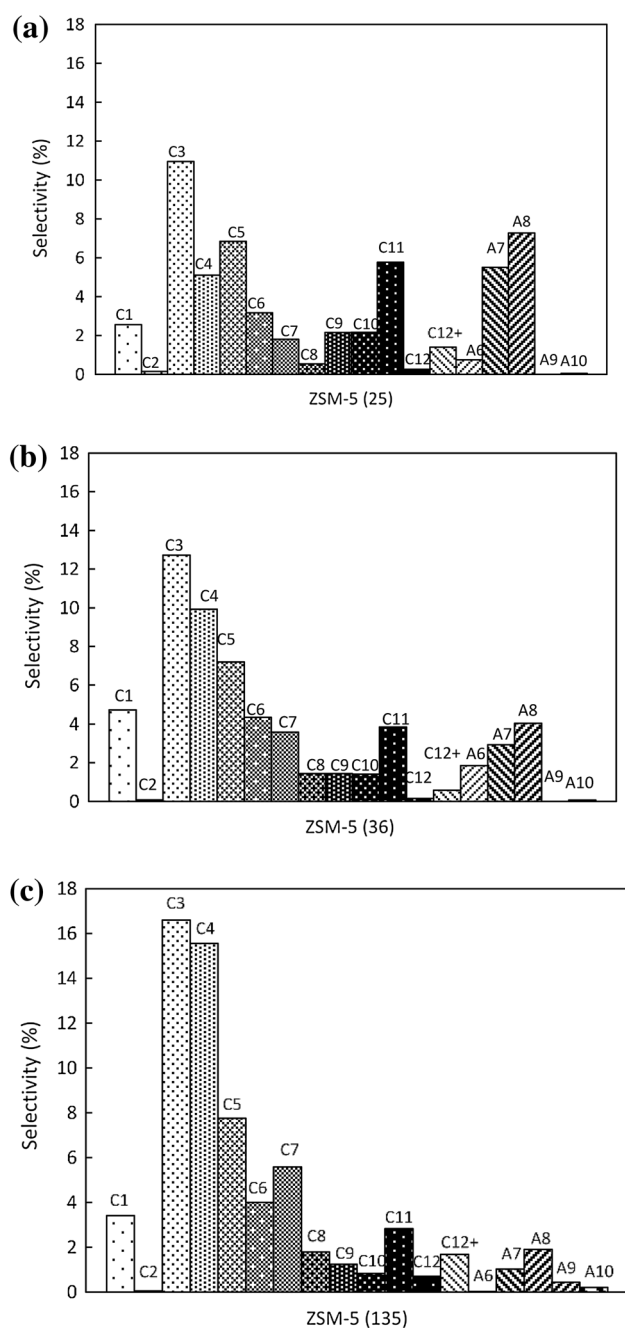 (a)
Selectivity (%)
18
16
14
12
10
8
6
4
2
0
C1
C2
C3
C4
C5
C6
C7
C8
C9
C10
C11
C12
C12+
A6
A7
A8
A9
A10
ZSM-5 (25)
(b)
Selectivity (%)
18
16
14
12
10
8
6
4
2
0
C1
C2
C3
C4
C5
C6
C7
C8
C9
C10
C11
C12
C12+
A6
A7
A8
A9
A10
ZSM-5 (36)
(c)
Selectivity (%)
18
16
14
12
10
8
6
4
2
0
C1
C2
C3
C4
C5
C6
C7
C8
C9
C10
C11
C12
C12+
A6
A7
A8
A9
A10
ZSM-5 (135)